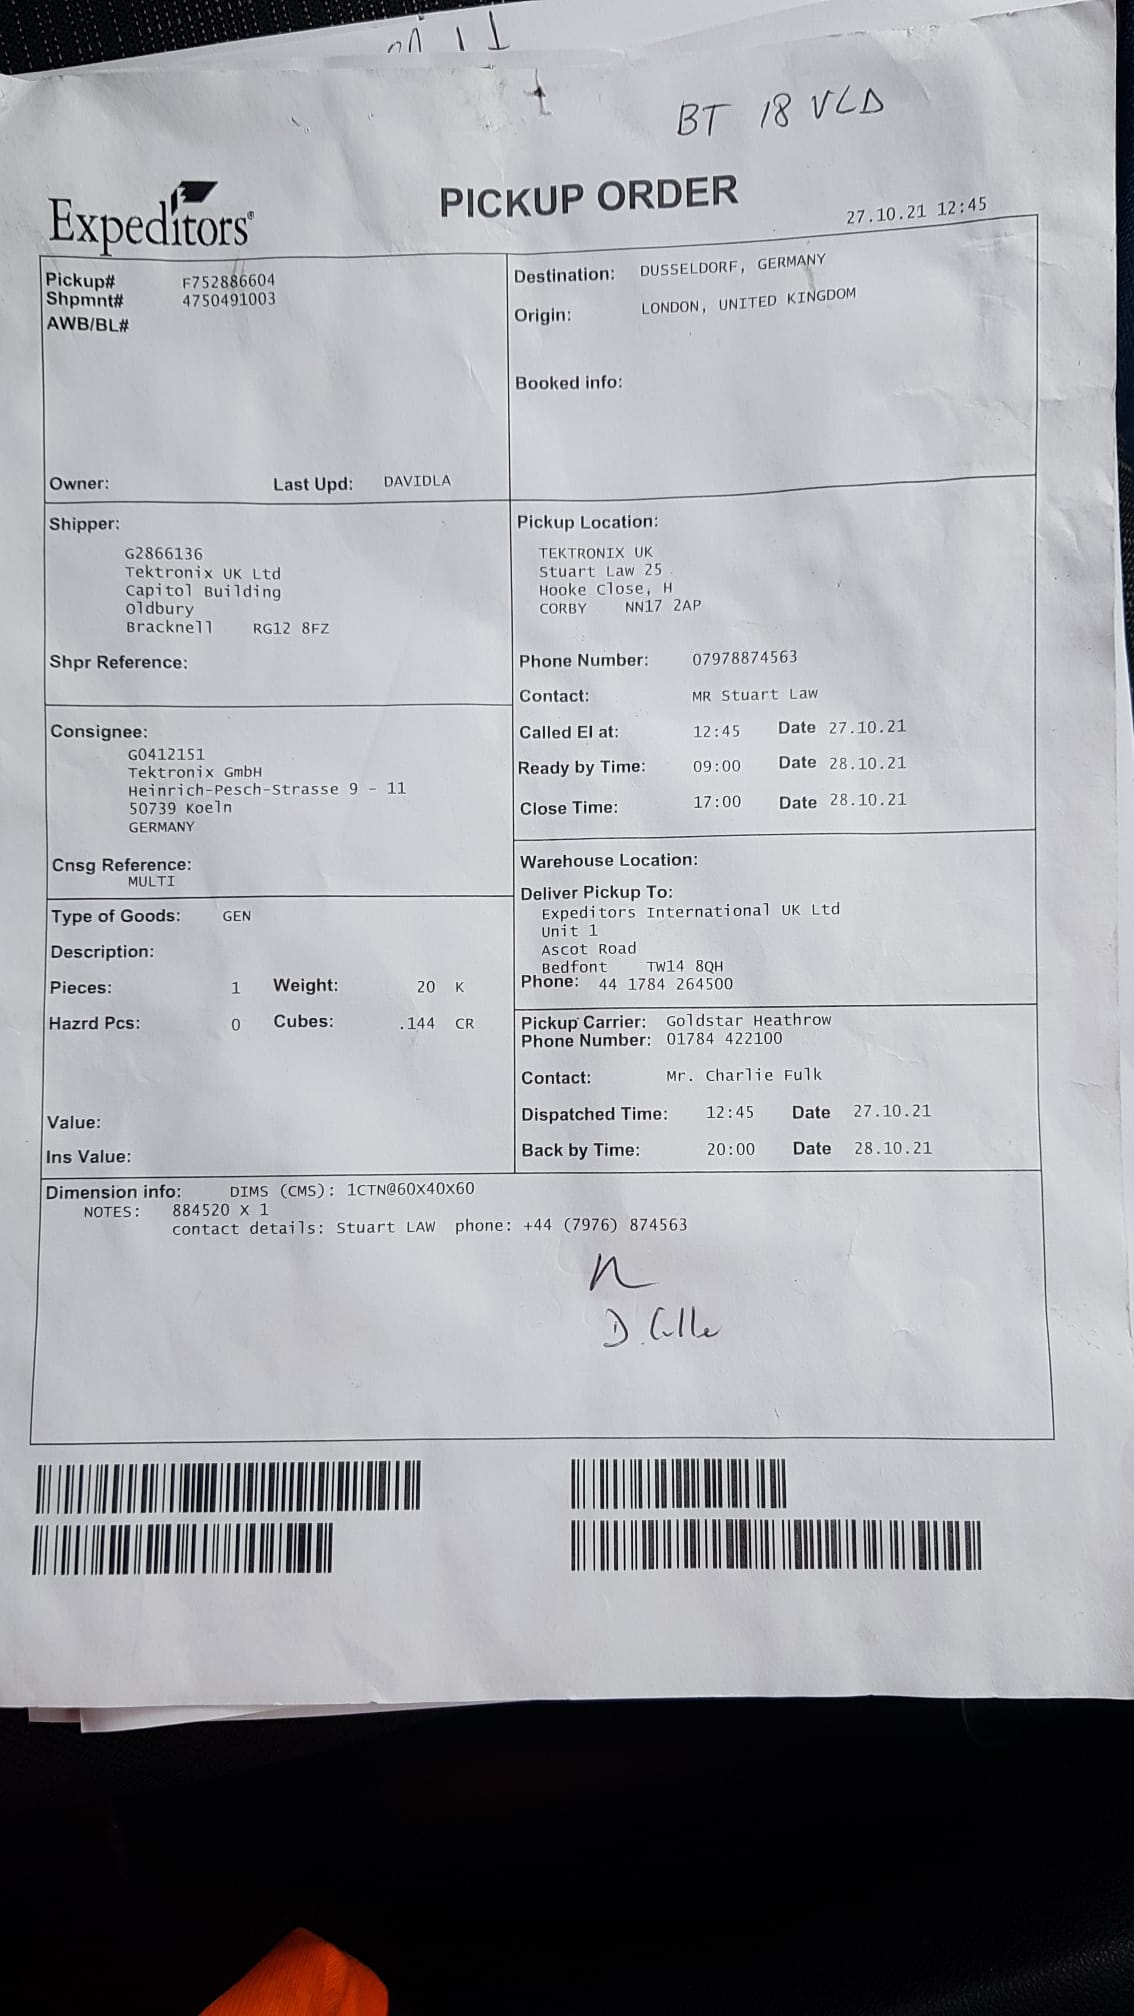 BT 18 VLD
Expeditors®
PICKUP ORDER
27.10.21 12:45
Pickup# F752886604
Shpmnt# 4750491003
AWB/BL#
Owner: Last Upd: DAVIDLA
Destination: DUSSELDORF, GERMANY
Origin: LONDON, UNITED KINGDOM
Booked info:
Shipper:
G2866136
Tektronix UK Ltd
Capitol Building
Oldbury
Bracknell RG12 8FZ
Shpr Reference:
Consignee:
G0412151
Tektronix GmbH
Heinrich-Pesch-Strasse 9 - 11
50739 Koeln
GERMANY
Cnsg Reference:
MULTI
Type of Goods: GEN
Description:
Pieces: 1 Weight: 20 K
Hazrd Pcs: 0 Cubes: .144 CR
Value:
Ins Value:
Pickup Location:
TEKTRONIX UK
Stuart Law 25
Hooke Close, H
CORBY NN17 2AP
Phone Number: 07978874563
Contact: MR Stuart Law
Called EI at: 12:45 Date 27.10.21
Ready by Time: 09:00 Date 28.10.21
Close Time: 17:00 Date 28.10.21
Warehouse Location:
Deliver Pickup To:
Expeditors International UK Ltd
Unit 1
Ascot Road
Bedfont TW14 8QH
Phone: 44 1784 264500
Pickup Carrier: Goldstar Heathrow
Phone Number: 01784 422100
Contact: Mr. Charlie Fulk
Dispatched Time: 12:45 Date 27.10.21
Back by Time: 20:00 Date 28.10.21
Dimension info: DIMS (CMS): 1CTN@60X40X60
NOTES: 884520 X 1
contact details: Stuart LAW phone: +44 (7976) 874563